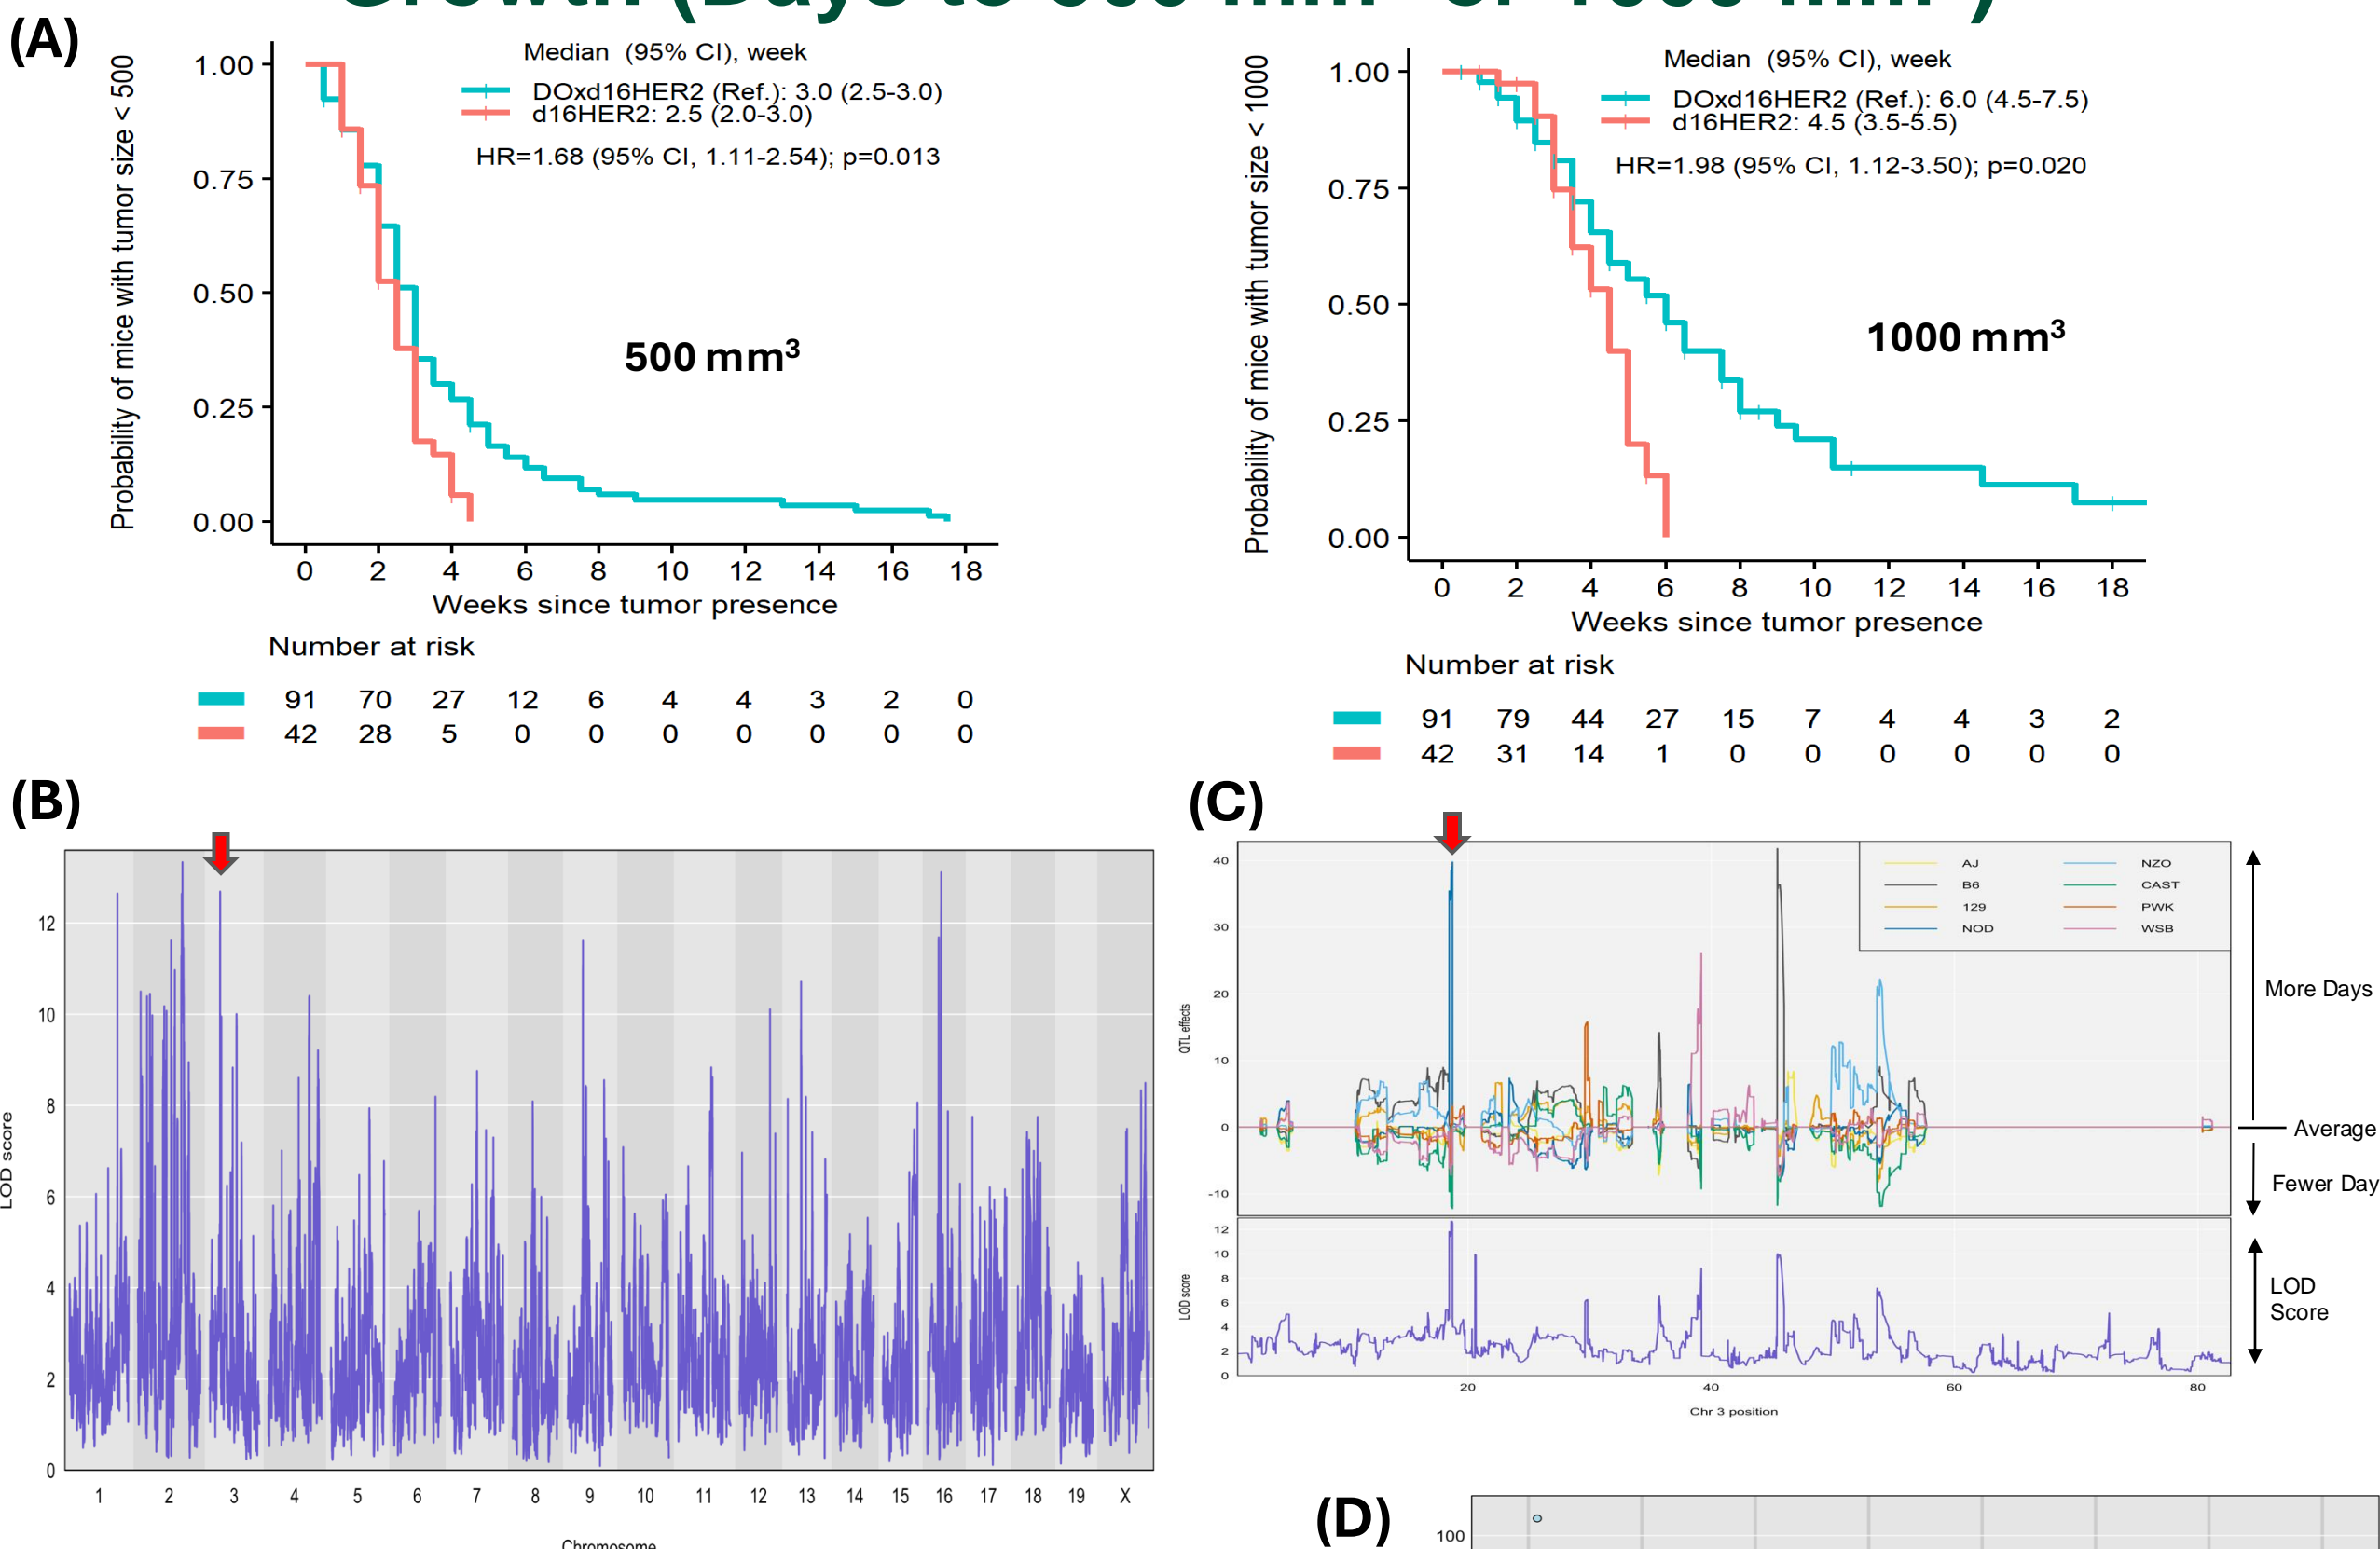 (A)
Median (95% CI), week
DOxd16HER2 (Ref.): 3.0 (2.5-3.0)
d16HER2: 2.5 (2.0-3.0)
HR=1.68 (95% CI, 1.11-2.54); p=0.013
Probability of mice with tumor size < 500
1.00
0.75
0.50
0.25
0.00
500 mm³
0 2 4 6 8 10 12 14 16 18
Weeks since tumor presence
Number at risk
91 70 27 12 6 4 4 3 2 0
42 28 5 0 0 0 0 0 0 0
Median (95% CI), week
DOxd16HER2 (Ref.): 6.0 (4.5-7.5)
d16HER2: 4.5 (3.5-5.5)
HR=1.98 (95% CI, 1.12-3.50); p=0.020
Probability of mice with tumor size < 1000
1.00
0.75
0.50
0.25
0.00
1000 mm³
0 2 4 6 8 10 12 14 16 18
Weeks since tumor presence
Number at risk
91 79 44 27 15 7 4 4 3 2
42 31 14 1 0 0 0 0 0 0
(B)
LOD score
12
10
8
6
4
2
0
1 2 3 4 5 6 7 8 9 10 11 12 13 14 15 16 17 18 19 X
Chromosome
(C)
AJ NZO
B6 CAST
129 PWK
NOD WSB
QTL effects
40
30
20
10
0
-10
More Days
Average
Fewer Day
LOD score
12
10
8
6
4
2
0
LOD
Score
20 40 60 80
Chr 3 position
(D)
100